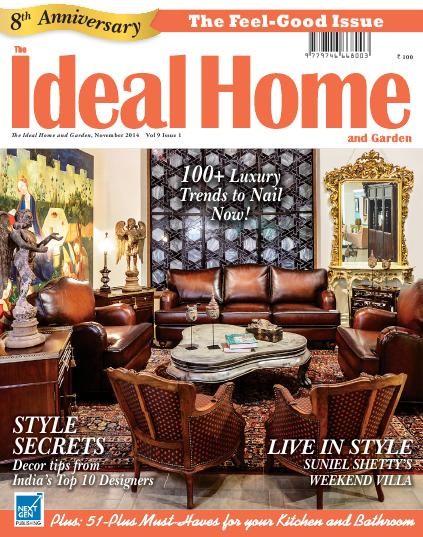 8th Anniversary
The Feel-Good Issue
9 779746 668003
₹ 100
The
Ideal Home
and Garden
The Ideal Home and Garden, November 2014 Vol 9 Issue 1
100+ Luxury
Trends to Nail
Now!
STYLE
SECRETS
Decor tips from
India's Top 10 Designers
LIVE IN STYLE
SUNIEL SHETTY'S
WEEKEND VILLA
NEXT
GEN
PUBLISHING
Plus: 51-Plus Must-Haves for your Kitchen and Bathroom